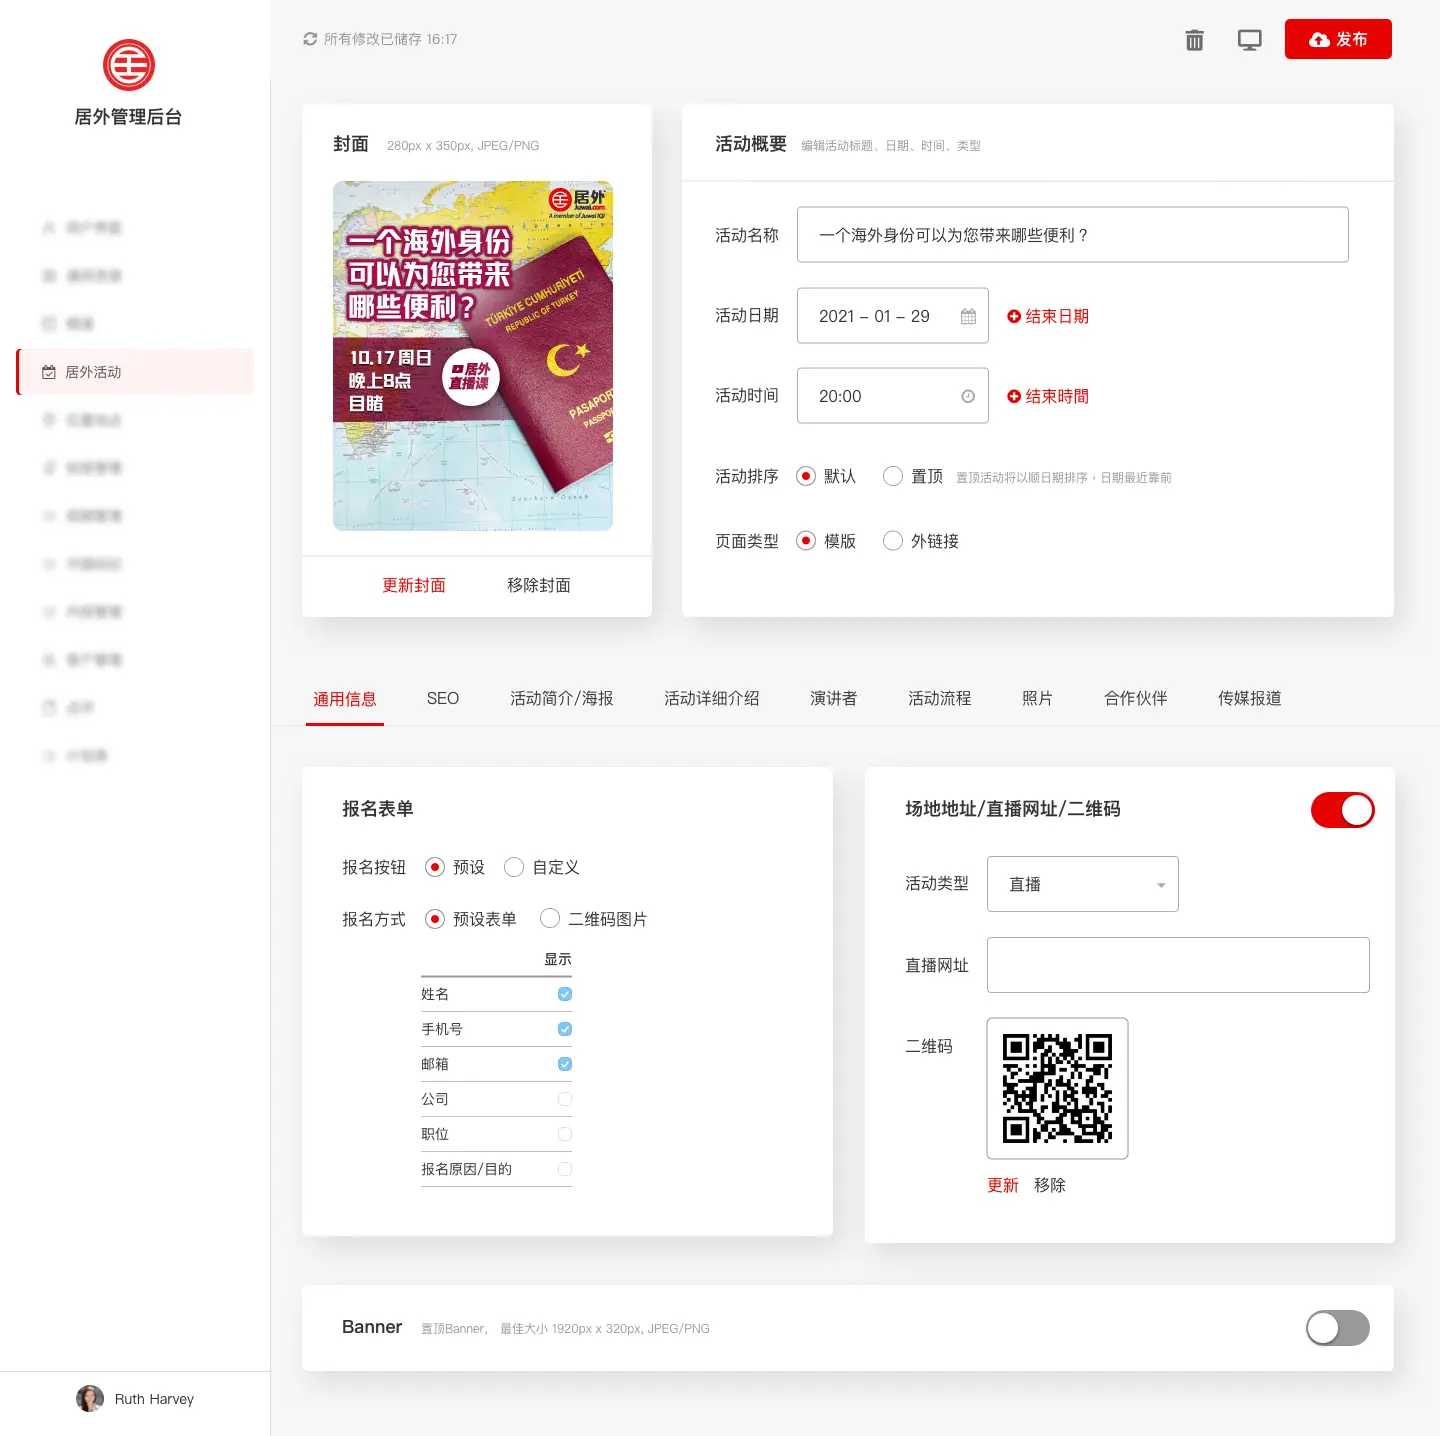 所有修改已储存 16:17
发布
居外管理后台
居外活动
Ruth Harvey
封面
280px x 350px, JPEG/PNG
居外
Juwai.com
A member of Juwai IQI
一个海外身份
可以为您带来
哪些便利？
10.17 周日
晚上8点
目睹
居外
直播课
TÜRKİYE CUMHURİYETİ
REPUBLIC OF TURKEY
PASAPORT
PASSPORT
Southern Ocean
更新封面
移除封面
活动概要
编辑活动标题、日期、时间、类型
活动名称
一个海外身份可以为您带来哪些便利？
活动日期
2021 – 01 – 29
结束日期
活动时间
20:00
结束時間
活动排序
默认
置顶
置顶活动将以顺日期排序，日期最近靠前
页面类型
模版
外链接
通用信息
SEO
活动简介/海报
活动详细介绍
演讲者
活动流程
照片
合作伙伴
传媒报道
报名表单
报名按钮
预设
自定义
报名方式
预设表单
二维码图片
显示
姓名
手机号
邮箱
公司
职位
报名原因/目的
场地地址/直播网址/二维码
活动类型
直播
直播网址
二维码
更新
移除
Banner
置顶Banner， 最佳大小 1920px x 320px, JPEG/PNG